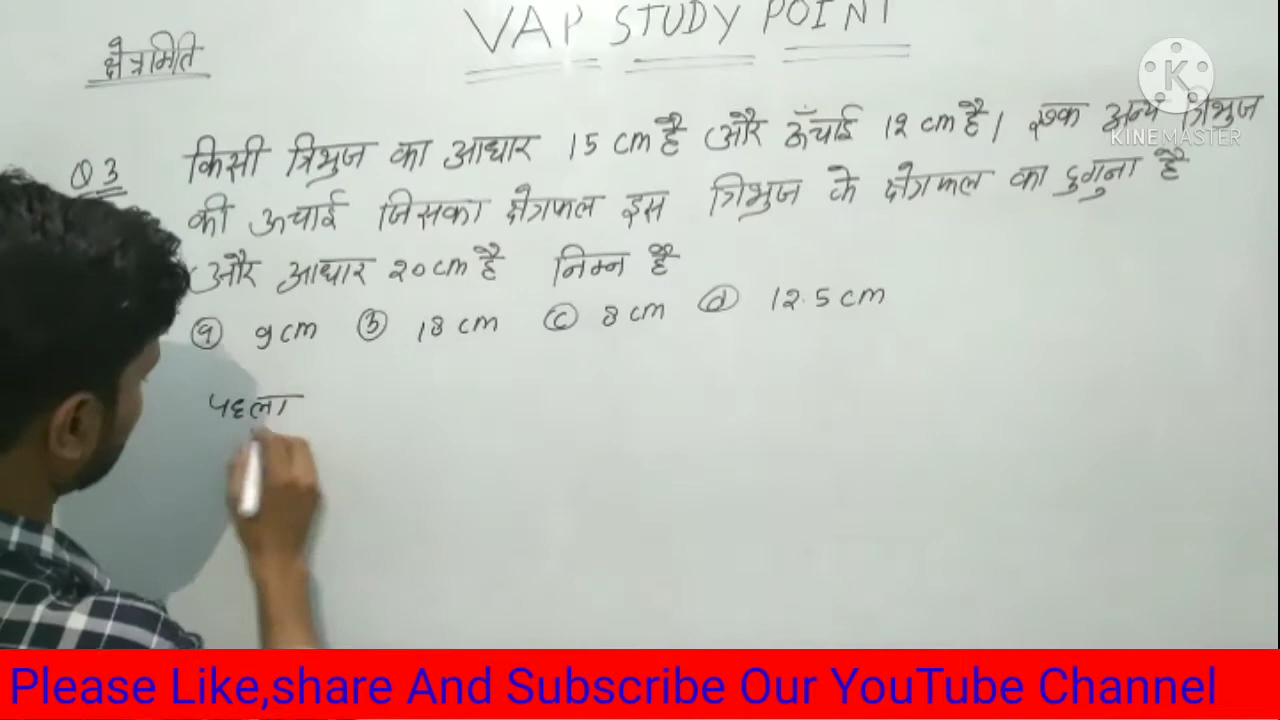 VAP STUDY POINT
क्षेत्रमिति
Q 3 किसी त्रिभुज का आधार 15 cm है और ऊँचाई 12 cm है। एक अन्य त्रिभुज
की ऊचाई जिसका क्षेत्रफल इस त्रिभुज के क्षेत्रफल का दुगुना है
और आधार 20 cm है निम्न है
(a) 9 cm (b) 18 cm (c) 8 cm (d) 12.5 cm
पहला
K
KINEMASTER
Please Like,share And Subscribe Our YouTube Channel